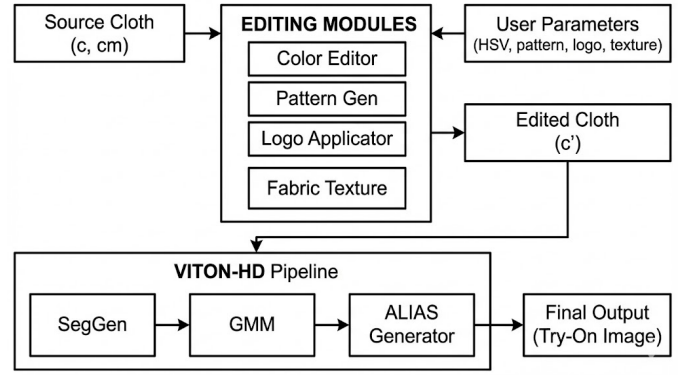 Source Cloth
(c, cm)
EDITING MODULES
Color Editor
Pattern Gen
Logo Applicator
Fabric Texture
User Parameters
(HSV, pattern, logo, texture)
Edited Cloth
(c’)
VITON-HD Pipeline
SegGen
GMM
ALIAS
Generator
Final Output
(Try-On Image)